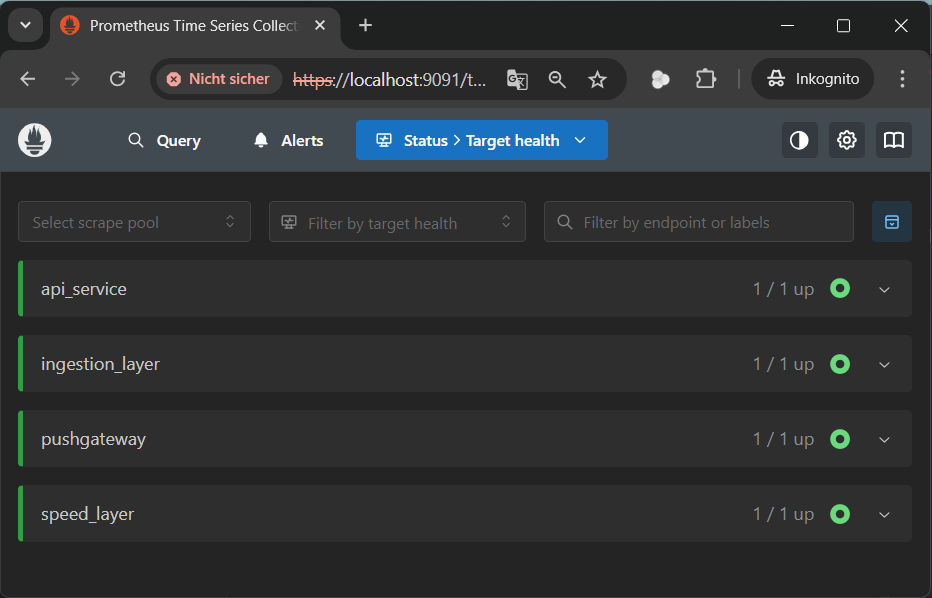 Prometheus Time Series Collect
Nicht sicher https://localhost:9091/t... Inkognito
Query Alerts Status > Target health
Select scrape pool Filter by target health Filter by endpoint or labels
api_service 1 / 1 up
ingestion_layer 1 / 1 up
pushgateway 1 / 1 up
speed_layer 1 / 1 up